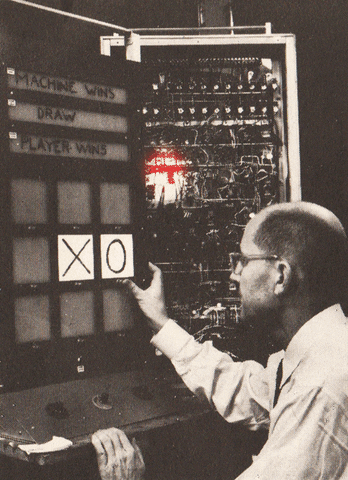 MACHINE WINS
DRAW
PLAYER WINS
X O